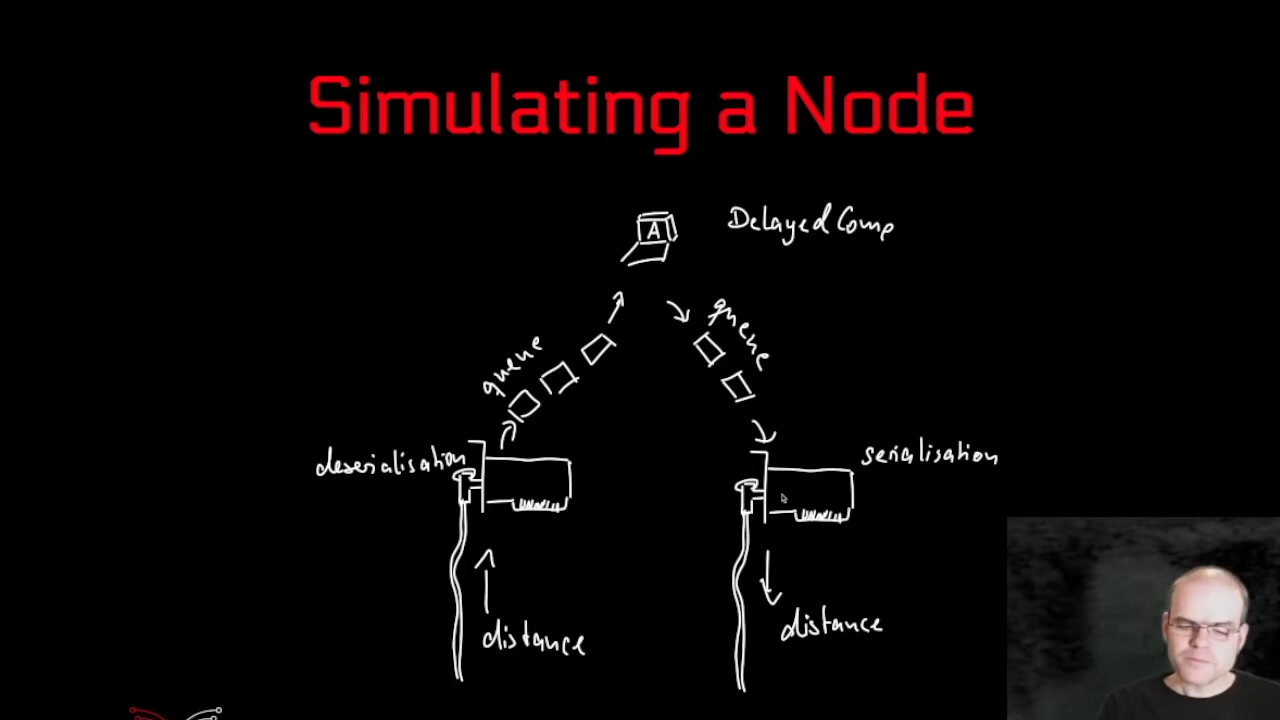 Simulating a Node
A
Delayed Comp
queue
queue
deserialisation
serialisation
distance
distance